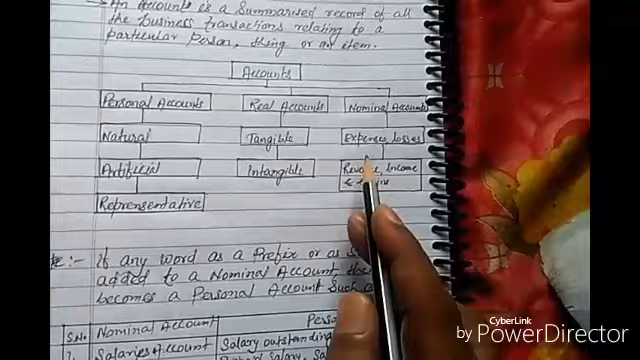 An Account is a Summarised record of all
the business transactions relating to a
particular Person, thing or an item.
Accounts
Personal Accounts Real Accounts Nominal Accounts
Natural Tangible Expenses, losses
Artificial Intangible Revenue, Income
&
Reprensentative
:- If any Word as a Prefix or as
added to a Nominal Account, the
becomes a Personal Account Such
S.No Nominal Account
1. Salaries Account Salary outstanding
CyberLink
by PowerDirector